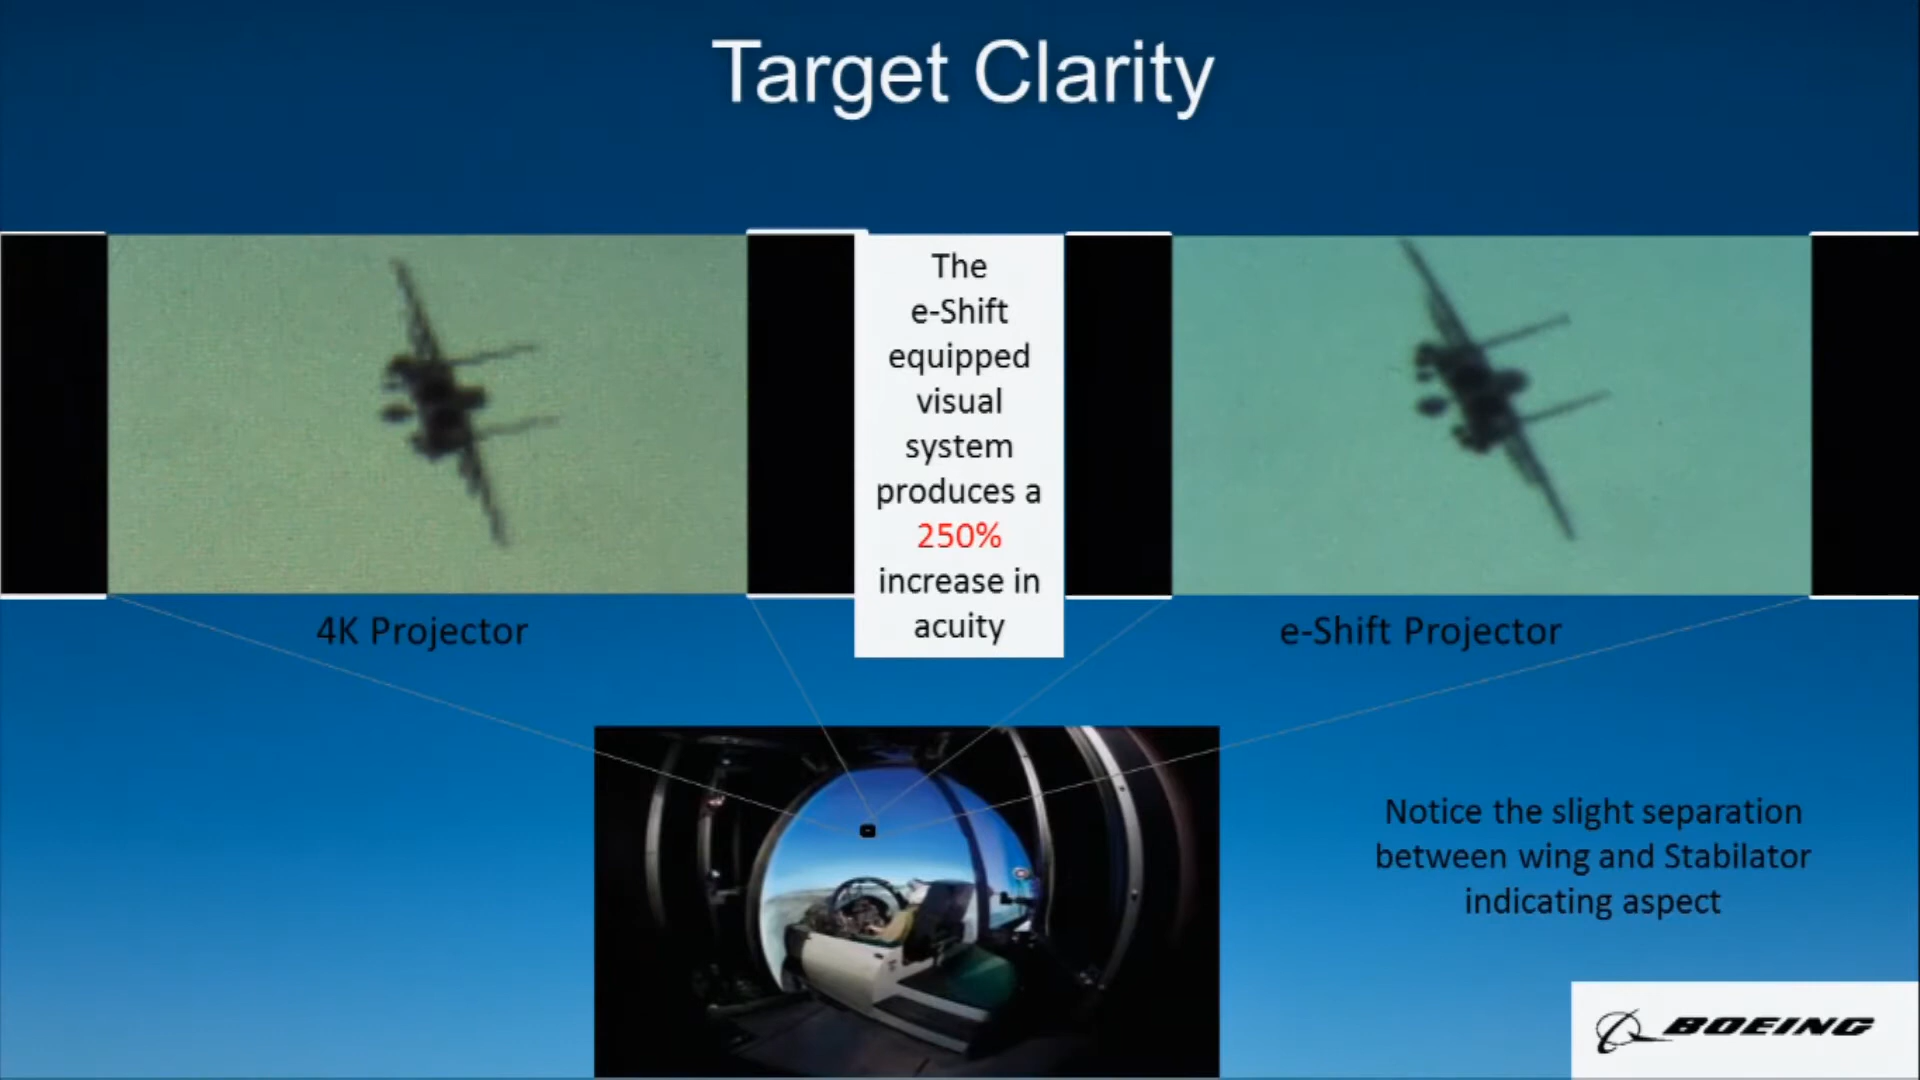 Target Clarity
The
e-Shift
equipped
visual
system
produces a
250%
increase in
acuity
4K Projector
e-Shift Projector
Notice the slight separation
between wing and Stabilator
indicating aspect
BOEING